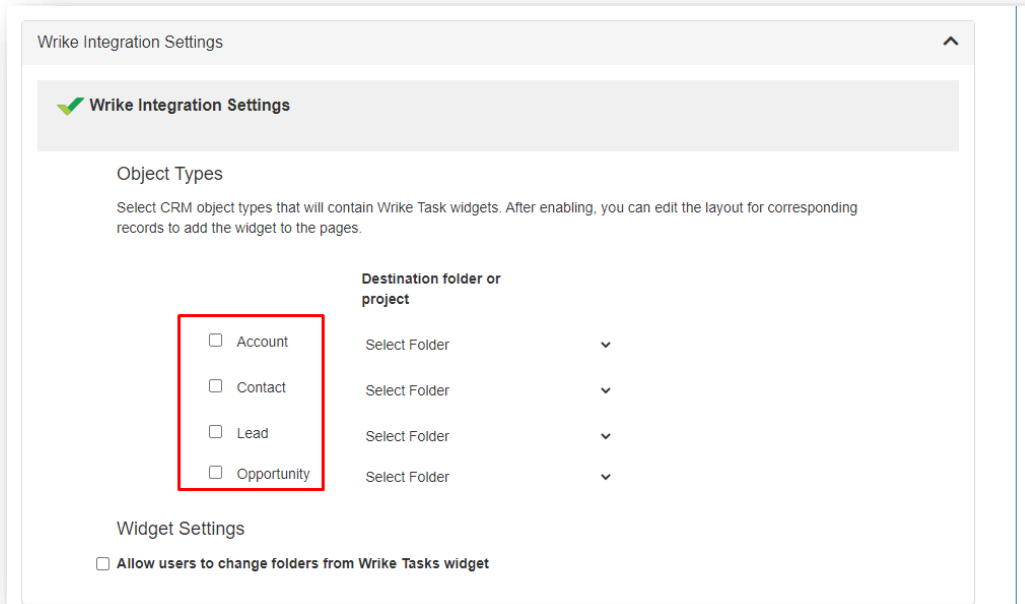 Wrike Integration Settings
Wrike Integration Settings
Object Types
Select CRM object types that will contain Wrike Task widgets. After enabling, you can edit the layout for corresponding
records to add the widget to the pages.
Destination folder or
project
Account Select Folder
Contact Select Folder
Lead Select Folder
Opportunity Select Folder
Widget Settings
Allow users to change folders from Wrike Tasks widget